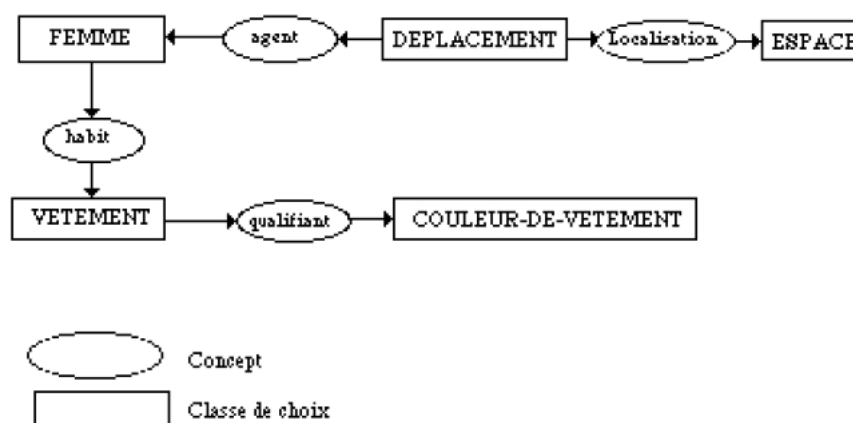 FEMME agent DEPLACEMENT Localisation ESPACE
habit
VETEMENT qualifiant COULEUR-DE-VETEMENT
Concept
Classe de choix